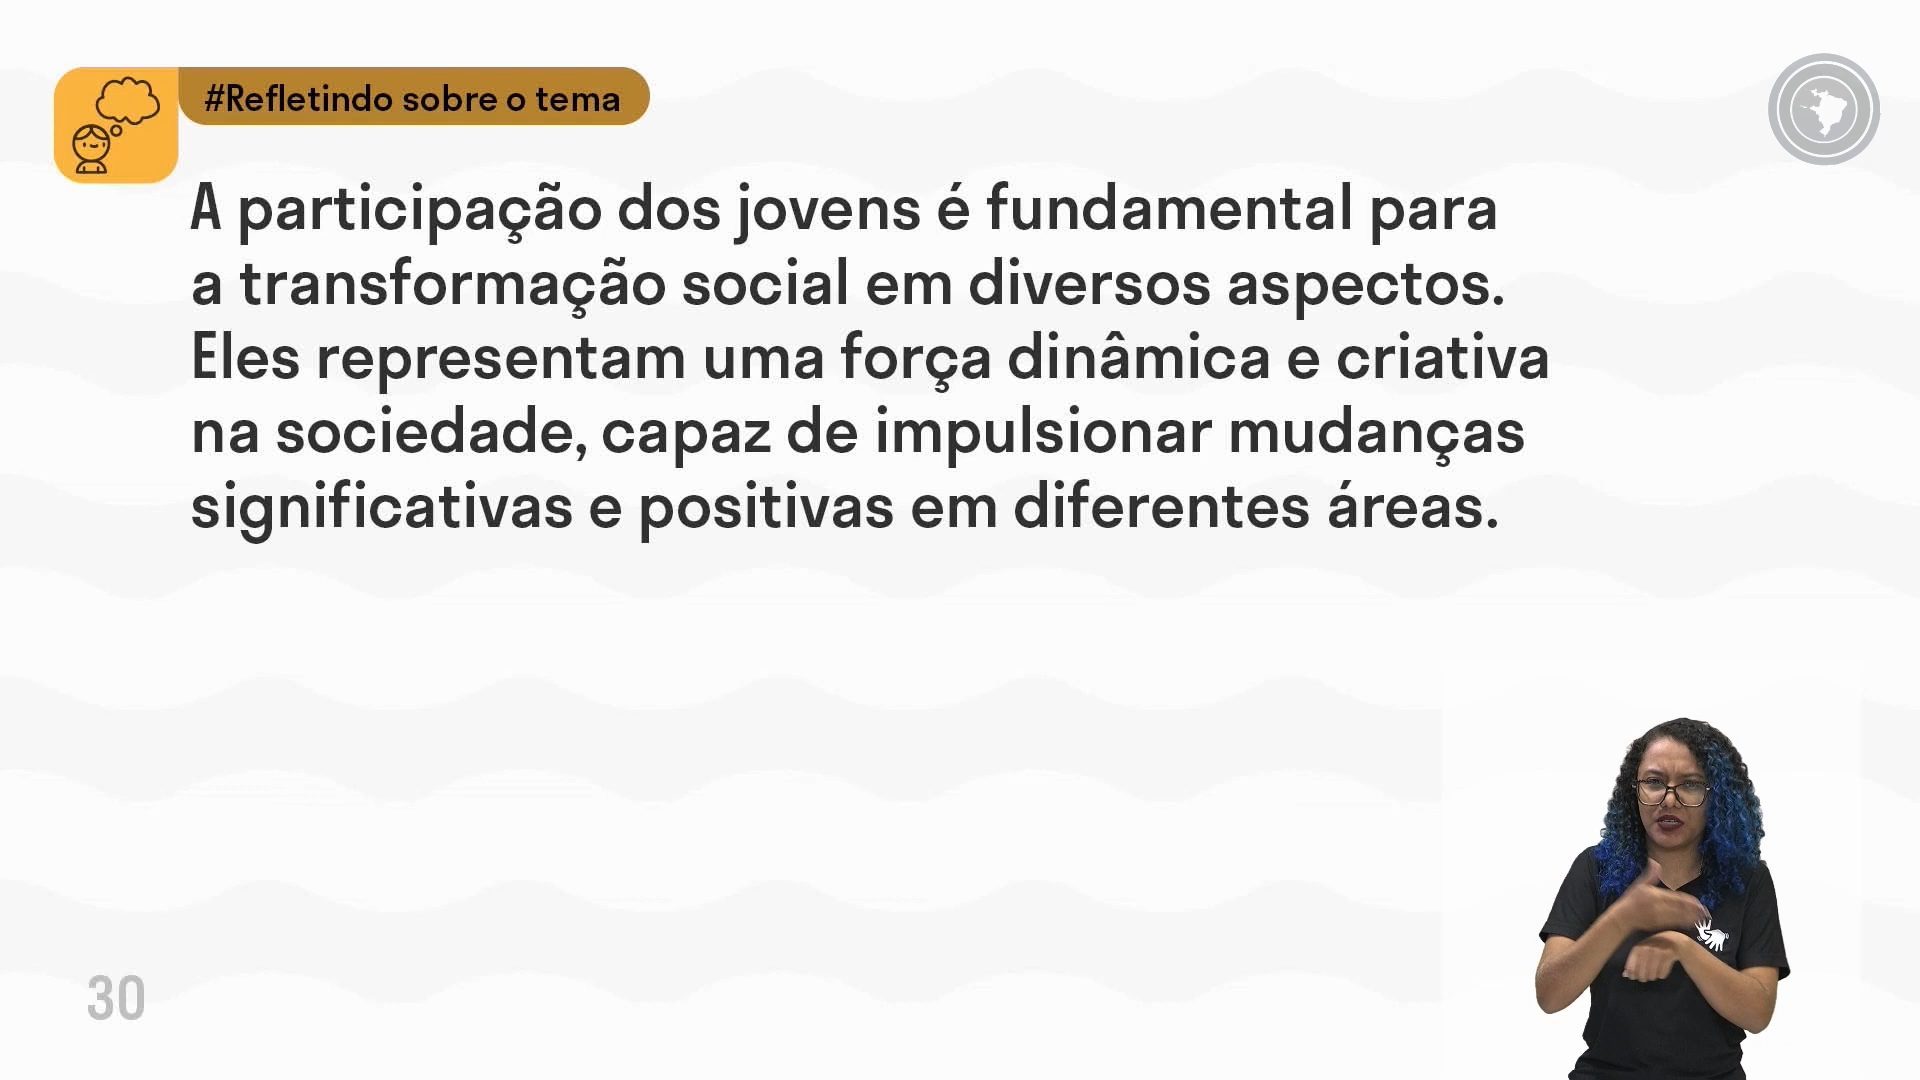 #Refletindo sobre o tema
A participação dos jovens é fundamental para
a transformação social em diversos aspectos.
Eles representam uma força dinâmica e criativa
na sociedade, capaz de impulsionar mudanças
significativas e positivas em diferentes áreas.
30